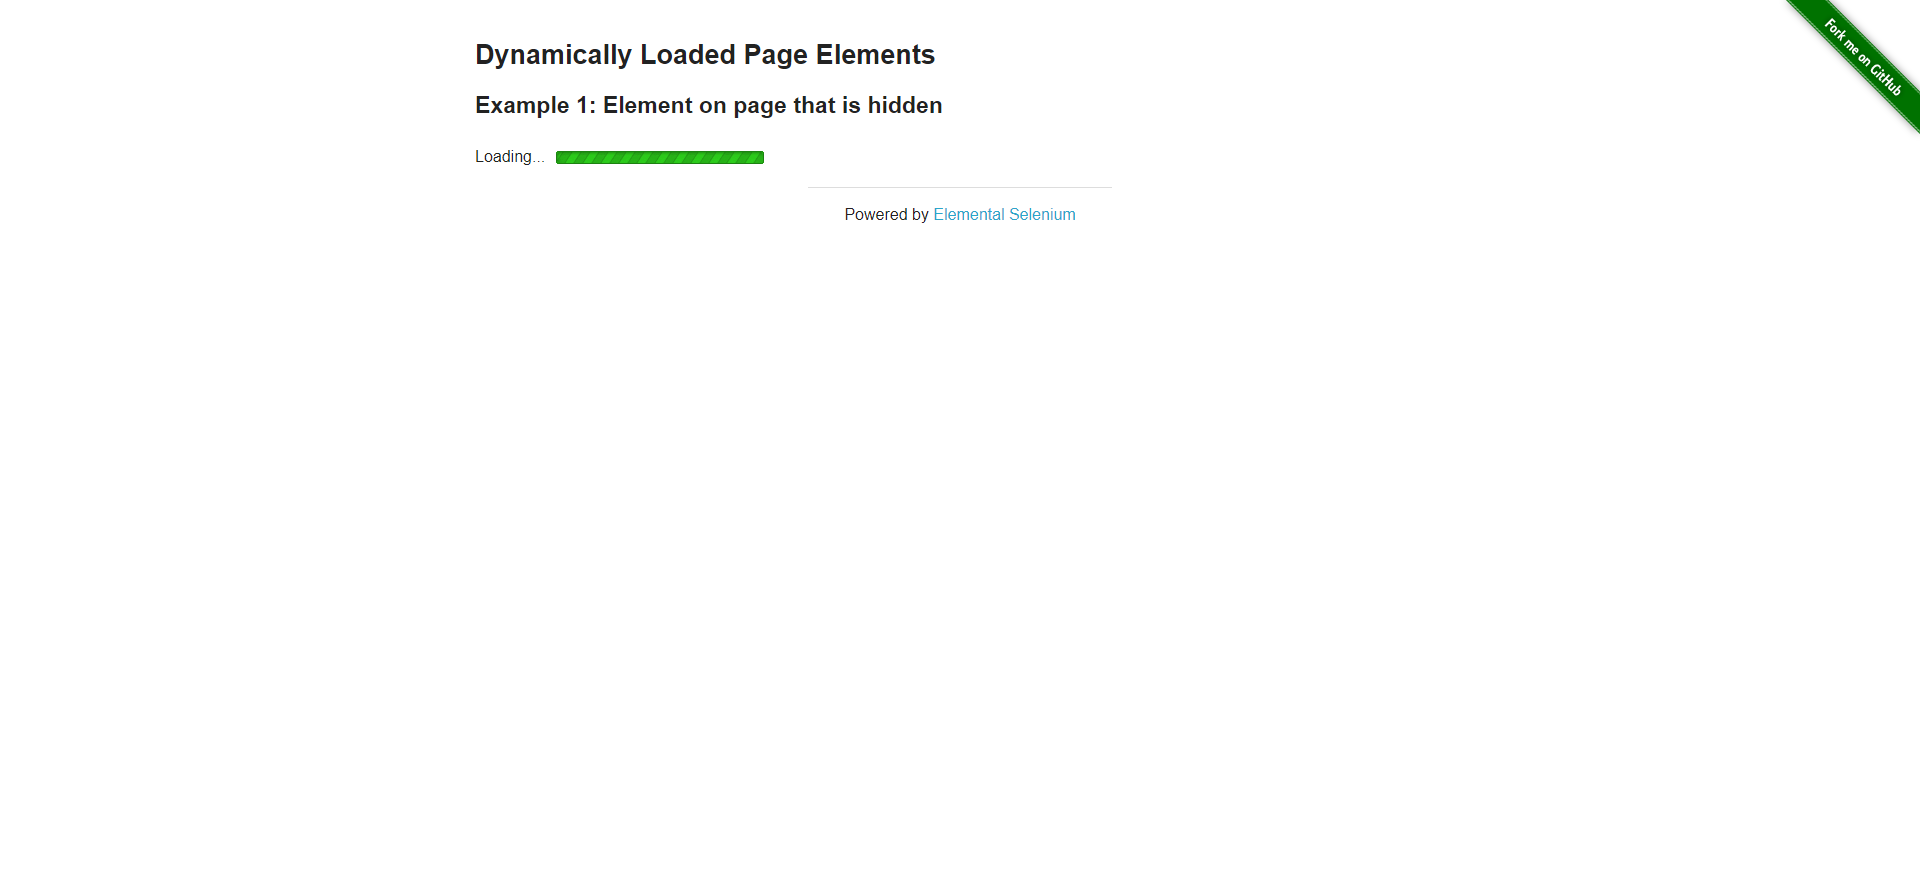 Fork me on GitHub
Dynamically Loaded Page Elements
Example 1: Element on page that is hidden
Loading...
Powered by Elemental Selenium